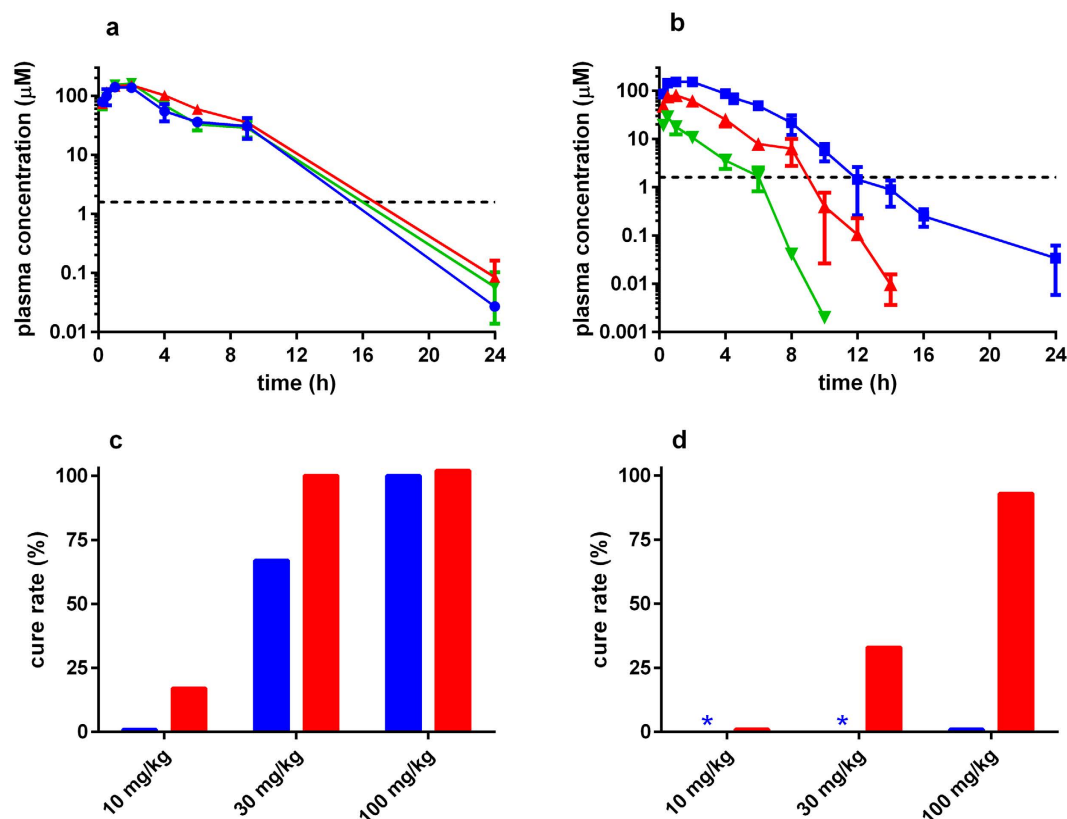 a
plasma concentration (µM)
100
10
1
0.1
0.01
0 4 8 12 16 20 24
time (h)
b
plasma concentration (µM)
100
10
1
0.1
0.01
0.001
0 4 8 12 16 20 24
time (h)
c
cure rate (%)
100
75
50
25
0
10 mg/kg
30 mg/kg
100 mg/kg
d
cure rate (%)
100
75
50
25
0
* *
10 mg/kg
30 mg/kg
100 mg/kg